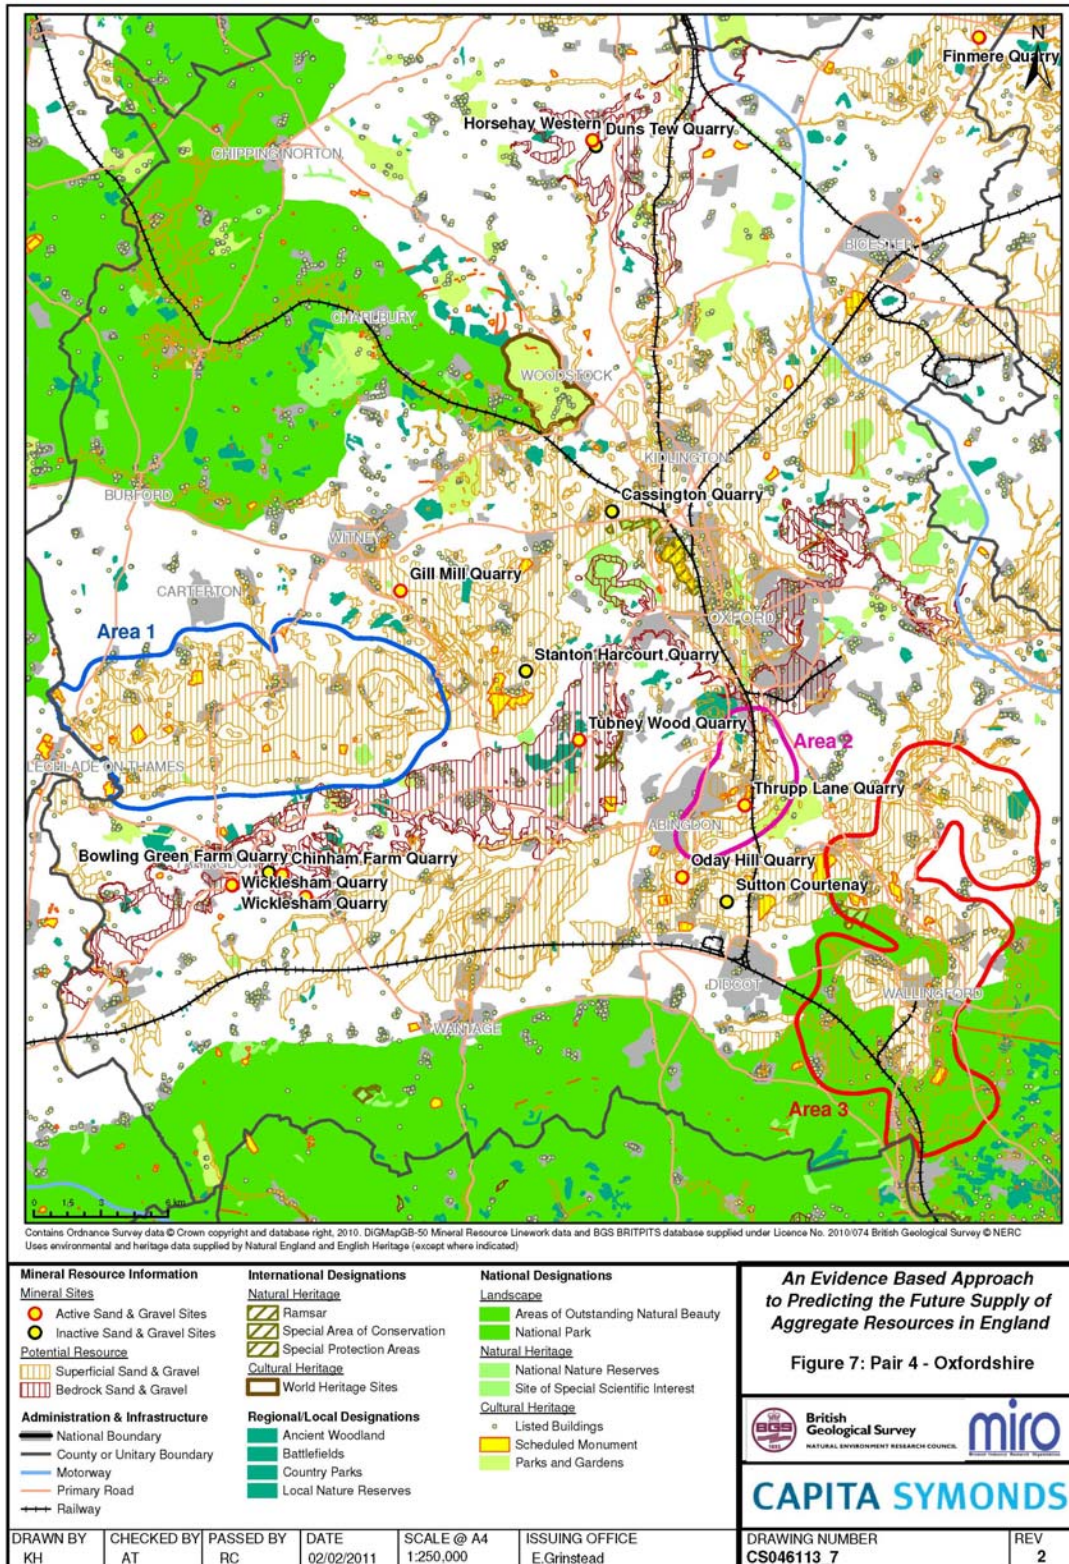 N
Finmere Quarry
Horsehay Western
Duns Tew Quarry
CHIPPING NORTON
BICESTER
CHARLBURY
WOODSTOCK
KIDLINGTON
BURFORD
Cassington Quarry
WITNEY
Gill Mill Quarry
CARTERTON
OXFORD
Area 1
Stanton Harcourt Quarry
Tubney Wood Quarry
Area 2
LECHLADE ON THAMES
Thrupp Lane Quarry
ABINGDON
Bowling Green Farm Quarry
Chinham Farm Quarry
Oday Hill Quarry
Wicklesham Quarry
Sutton Courtenay
Wicklesham Quarry
DIDCOT
WALLINGFORD
WANTAGE
Area 3
0 1.5 3 6 km
Contains Ordnance Survey data © Crown copyright and database right, 2010. DiGMapGB-50 Mineral Resource Linework data and BGS BRITPITS database supplied under Licence No. 2010/074 British Geological Survey © NERC
Uses environmental and heritage data supplied by Natural England and English Heritage (except where indicated)
Mineral Resource Information
Mineral Sites
Active Sand & Gravel Sites
Inactive Sand & Gravel Sites
Potential Resource
Superficial Sand & Gravel
Bedrock Sand & Gravel
Administration & Infrastructure
National Boundary
County or Unitary Boundary
Motorway
Primary Road
Railway
International Designations
Natural Heritage
Ramsar
Special Area of Conservation
Special Protection Areas
Cultural Heritage
World Heritage Sites
Regional/Local Designations
Ancient Woodland
Battlefields
Country Parks
Local Nature Reserves
National Designations
Landscape
Areas of Outstanding Natural Beauty
National Park
Natural Heritage
National Nature Reserves
Site of Special Scientific Interest
Cultural Heritage
Listed Buildings
Scheduled Monument
Parks and Gardens
An Evidence Based Approach
to Predicting the Future Supply of
Aggregate Resources in England
Figure 7: Pair 4 - Oxfordshire
BGS
British
Geological Survey
NATURAL ENVIRONMENT RESEARCH COUNCIL
miro
CAPITA SYMONDS
DRAWN BY
KH
CHECKED BY
AT
PASSED BY
RC
DATE
02/02/2011
SCALE @ A4
1:250,000
ISSUING OFFICE
E.Grinstead
DRAWING NUMBER
CS046113_7
REV
2